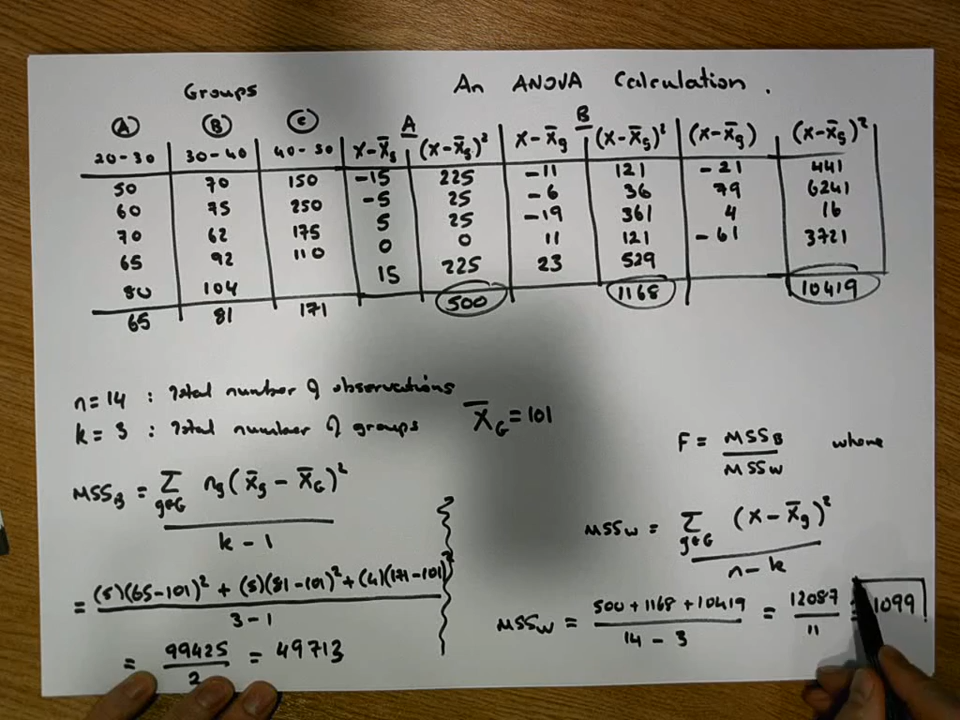 Groups An ANOVA Calculation.
A B C A B
20-30 30-40 40-50 x-x̄g (x-x̄g)² x-x̄g (x-x̄g)² (x-x̄g) (x-x̄g)²
50 70 150 -15 225 -11 121 -21 441
60 75 250 -5 25 -6 36 79 6241
70 62 175 5 25 -19 361 4 16
65 92 110 0 0 11 121 -61 3721
80 104 15 225 23 529
65 81 171 500 1168 10419
n=14 : Total number of observations
k=3 : Total number of groups X̄G=101
F = MSSB / MSSW where
MSSB = Σg∈G ng(x̄g - X̄G)² / k-1
MSSW = Σg∈G (x-x̄g)² / n-k
= (5)(65-101)² + (5)(81-101)² + (4)(171-101)² / 3-1
MSSW = 500+1168+10419 / 14-3 = 12087 / 11 = 1099
= 99425 / 2 = 49713